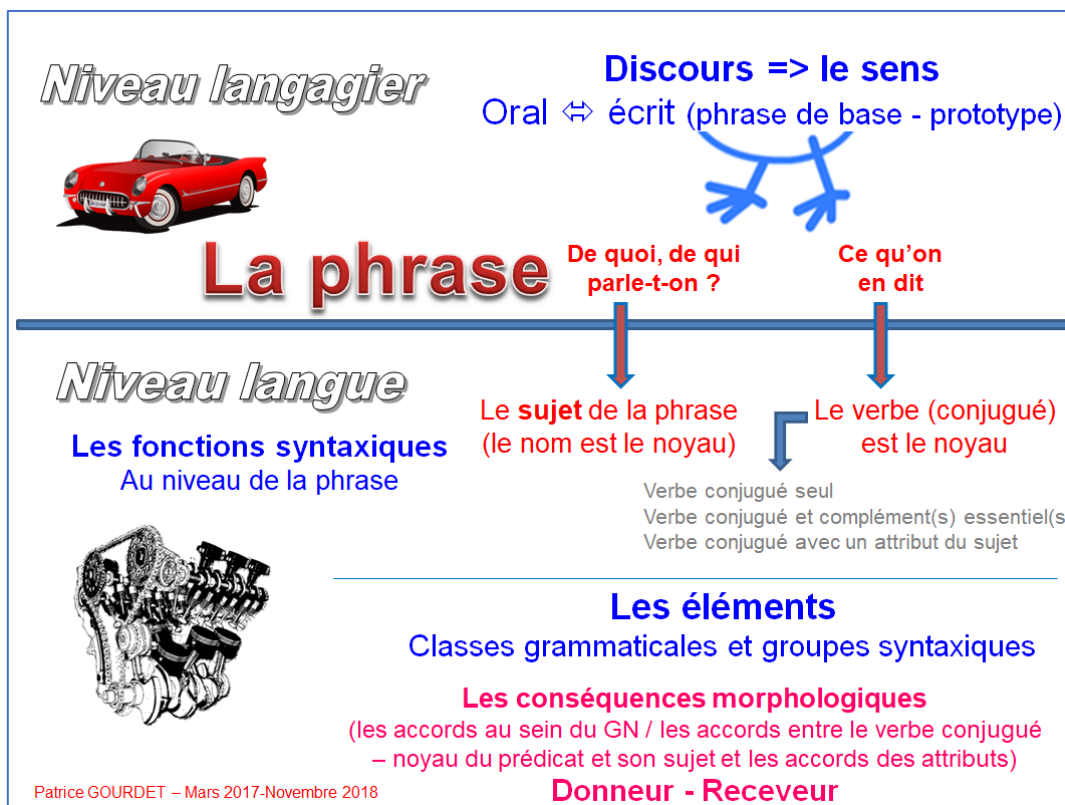 Niveau langagier
Discours => le sens
Oral ⇔ écrit (phrase de base - prototype)
La phrase
De quoi, de qui
parle-t-on ?
Ce qu'on
en dit
Niveau langue
Les fonctions syntaxiques
Au niveau de la phrase
Le sujet de la phrase
(le nom est le noyau)
Le verbe (conjugué)
est le noyau
Verbe conjugué seul
Verbe conjugué et complément(s) essentiel(s
Verbe conjugué avec un attribut du sujet
Les éléments
Classes grammaticales et groupes syntaxiques
Les conséquences morphologiques
(les accords au sein du GN / les accords entre le verbe conjugué
– noyau du prédicat et son sujet et les accords des attributs)
Donneur - Receveur
Patrice GOURDET – Mars 2017-Novembre 2018